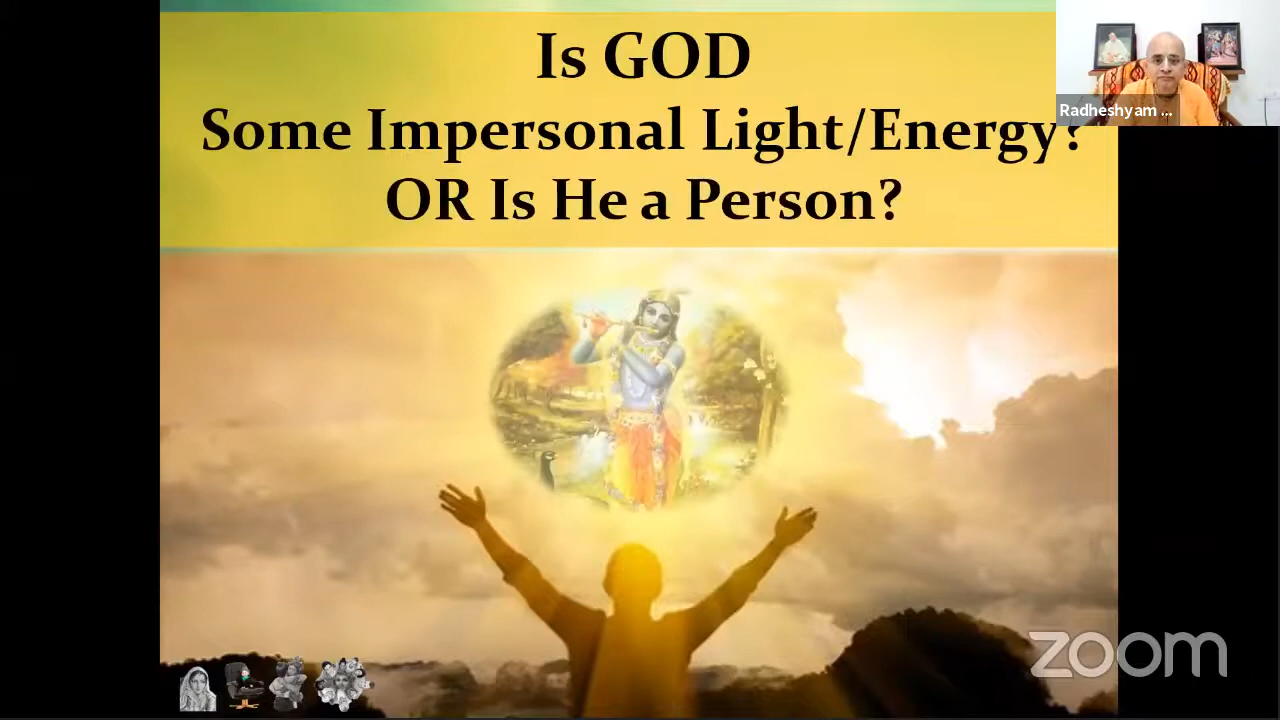 Is GOD
Some Impersonal Light/Energy?
OR Is He a Person?
Radheshyam ...
zoom